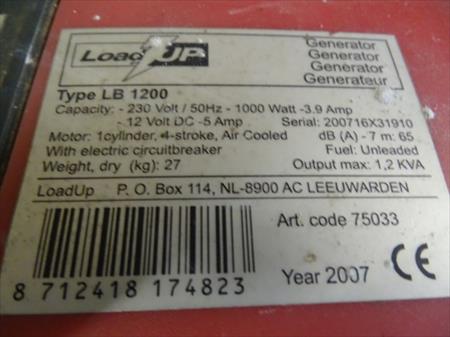 LoadUP
Generator
Generator
Generator
Generateur
Type LB 1200
Capacity: - 230 Volt / 50Hz - 1000 Watt -3.9 Amp
- 12 Volt DC -5 Amp Serial: 200716X31910
Motor: 1cylinder, 4-stroke, Air Cooled dB (A) - 7 m: 65
With electric circuitbreaker Fuel: Unleaded
Weight, dry (kg): 27 Output max: 1,2 KVA
LoadUp P. O. Box 114, NL-8900 AC LEEUWARDEN
Art. code 75033
Year 2007 CE
8 712418 174823